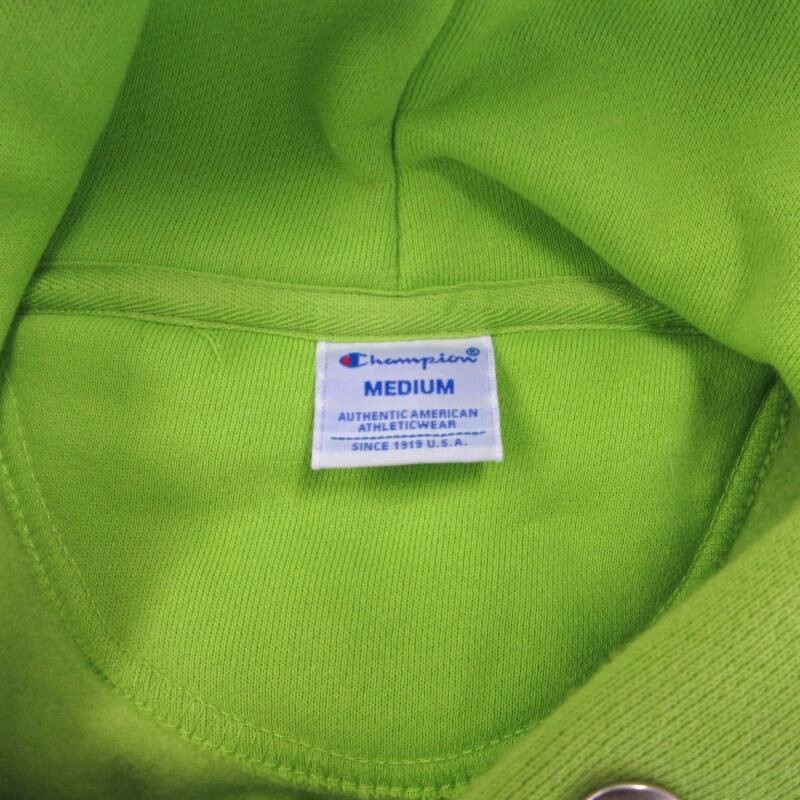 Champion®
MEDIUM
AUTHENTIC AMERICAN
ATHLETICWEAR
SINCE 1919 U.S.A.